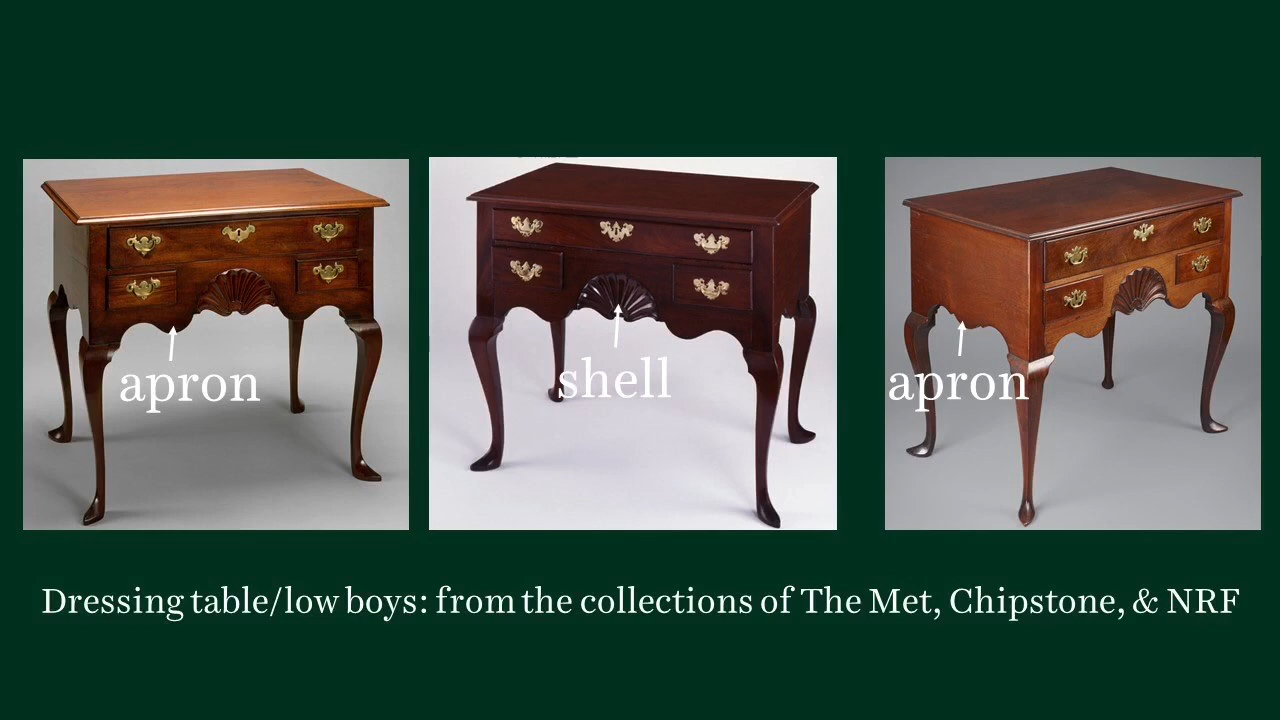 apron
shell
apron
Dressing table/low boys: from the collections of The Met, Chipstone, & NRF